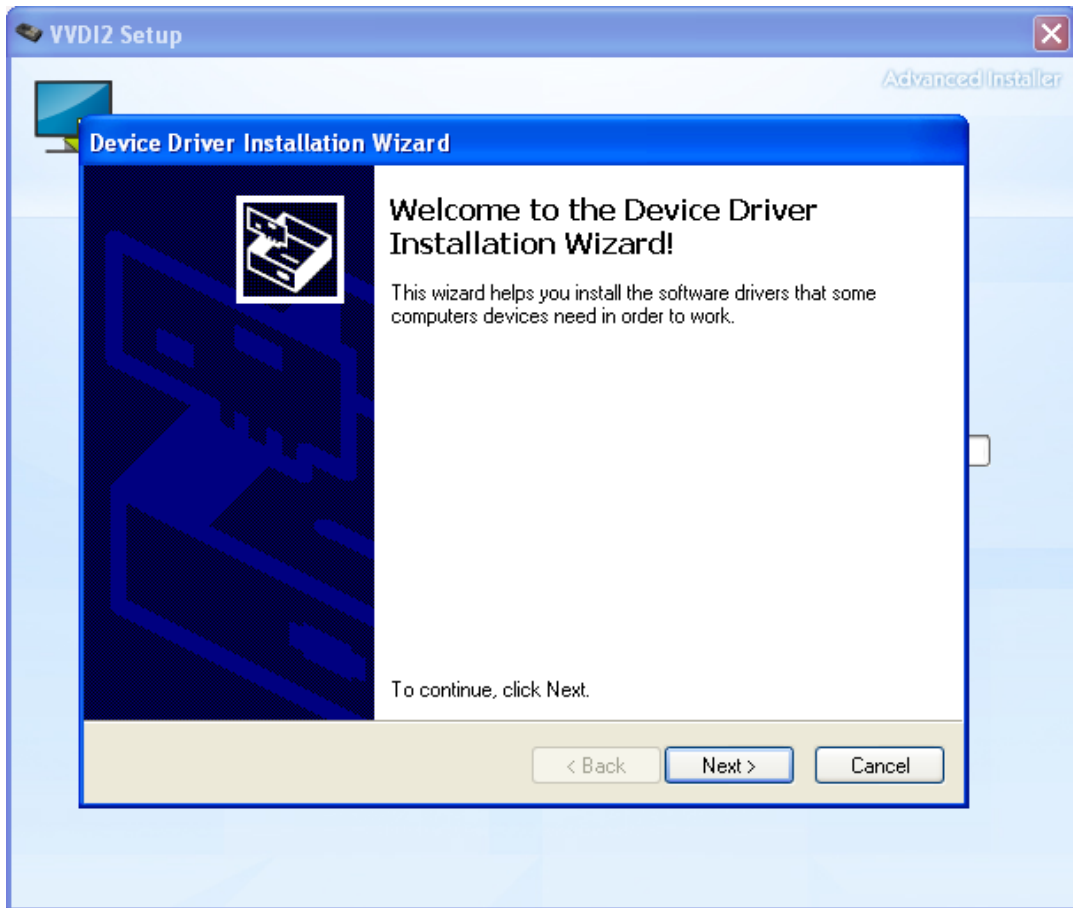 VVDI2 Setup
Advanced Installer
Device Driver Installation Wizard
Welcome to the Device Driver
Installation Wizard!
This wizard helps you install the software drivers that some
computers devices need in order to work.
To continue, click Next.
< Back
Next >
Cancel